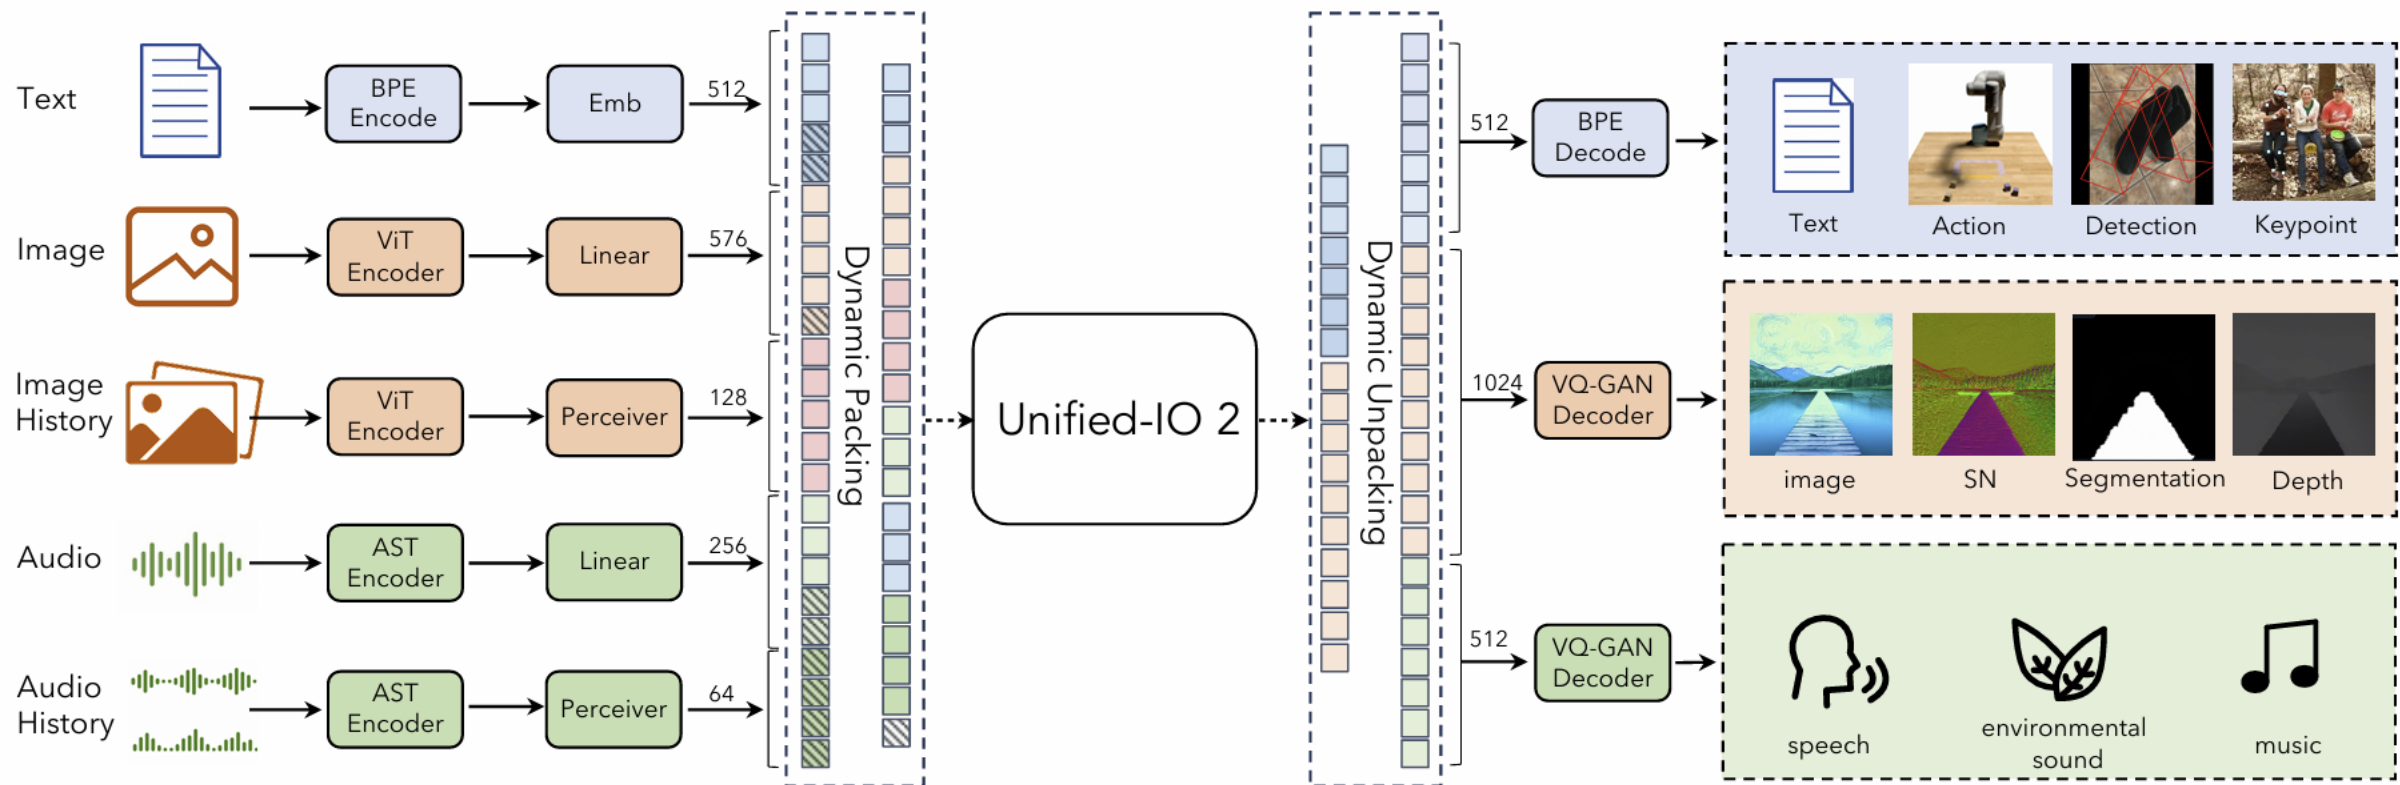 Text
BPE
Encode
Emb
512
Image
ViT
Encoder
Linear
576
Image
History
ViT
Encoder
Perceiver
128
Audio
AST
Encoder
Linear
256
Audio
History
AST
Encoder
Perceiver
64
Dynamic Packing
Unified-IO 2
Dynamic Unpacking
512
BPE
Decode
Text
Action
Detection
Keypoint
1024
VQ-GAN
Decoder
image
SN
Segmentation
Depth
512
VQ-GAN
Decoder
speech
environmental
sound
music